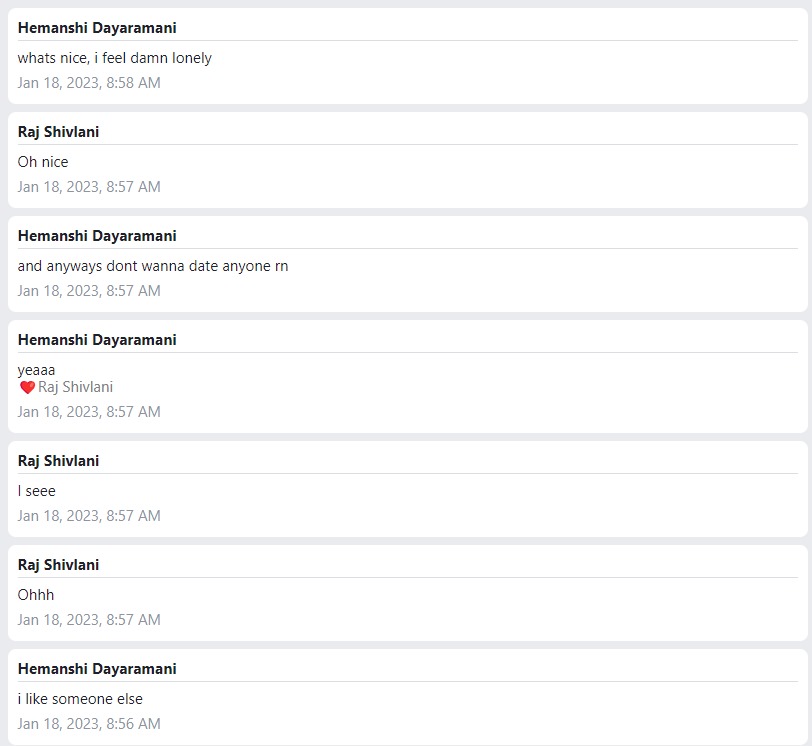 Hemanshi Dayaramani
whats nice, i feel damn lonely
Jan 18, 2023, 8:58 AM
Raj Shivlani
Oh nice
Jan 18, 2023, 8:57 AM
Hemanshi Dayaramani
and anyways dont wanna date anyone rn
Jan 18, 2023, 8:57 AM
Hemanshi Dayaramani
yeaaa
❤️Raj Shivlani
Jan 18, 2023, 8:57 AM
Raj Shivlani
I seee
Jan 18, 2023, 8:57 AM
Raj Shivlani
Ohhh
Jan 18, 2023, 8:57 AM
Hemanshi Dayaramani
i like someone else
Jan 18, 2023, 8:56 AM